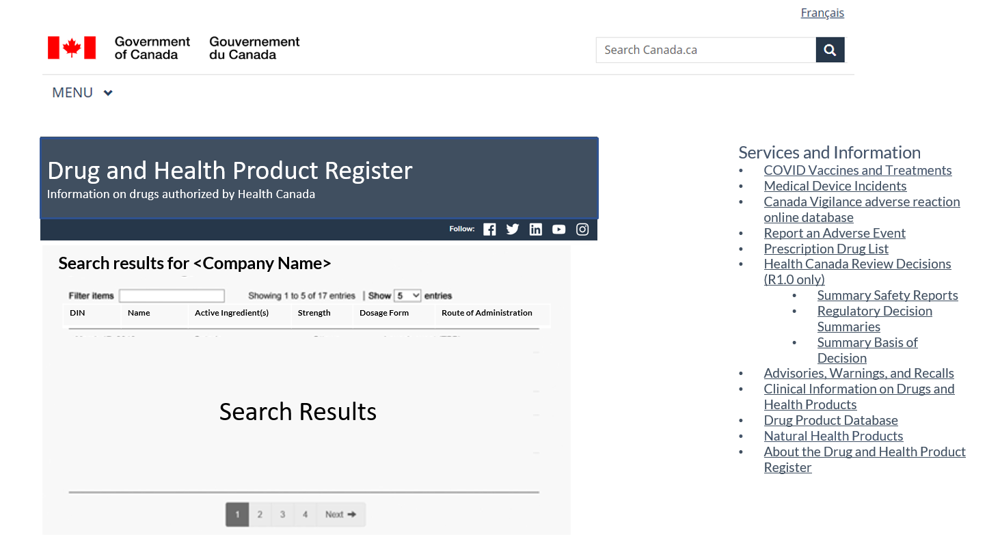 Français
Government of Canada
Gouvernement du Canada
Search Canada.ca
MENU
Drug and Health Product Register
Information on drugs authorized by Health Canada
Follow:
Search results for <Company Name>
Filter items Showing 1 to 5 of 17 entries | Show 5 entries
DIN Name Active Ingredient(s) Strength Dosage Form Route of Administration
Search Results
1 2 3 4 Next ➔
Services and Information
• COVID Vaccines and Treatments
• Medical Device Incidents
• Canada Vigilance adverse reaction
online database
• Report an Adverse Event
• Prescription Drug List
• Health Canada Review Decisions
(R1.0 only)
• Summary Safety Reports
• Regulatory Decision
Summaries
• Summary Basis of
Decision
• Advisories, Warnings, and Recalls
• Clinical Information on Drugs and
Health Products
• Drug Product Database
• Natural Health Products
• About the Drug and Health Product
Register